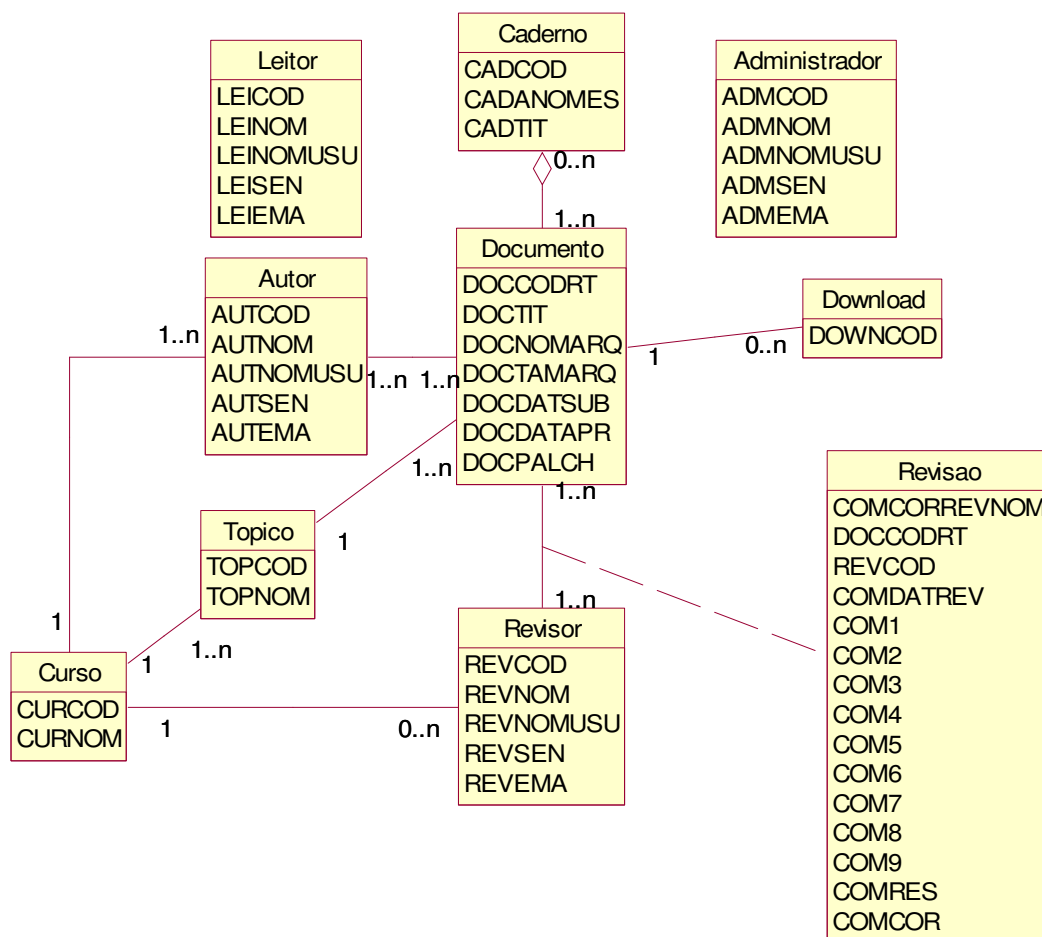 Caderno
CADCOD
CADANOMES
CADTIT
Leitor
LEICOD
LEINOM
LEINOMUSU
LEISEN
LEIEMA
Administrador
ADMCOD
ADMNOM
ADMNOMUSU
ADMSEN
ADMEMA
0..n
1..n
Documento
DOCCODRT
DOCTIT
DOCNOMARQ
DOCTAMARQ
DOCDATSUB
DOCDATAPR
DOCPALCH
Autor
AUTCOD
AUTNOM
AUTNOMUSU
AUTSEN
AUTEMA
Download
DOWNCOD
1..n
1..n
1..n
1
0..n
1..n
1..n
Topico
TOPCOD
TOPNOM
1
Revisao
COMCORREVNOM
DOCCODRT
REVCOD
COMDATREV
COM1
COM2
COM3
COM4
COM5
COM6
COM7
COM8
COM9
COMRES
COMCOR
1..n
Revisor
REVCOD
REVNOM
REVNOMUSU
REVSEN
REVEMA
1
1..n
1
Curso
CURCOD
CURNOM
1
0..n